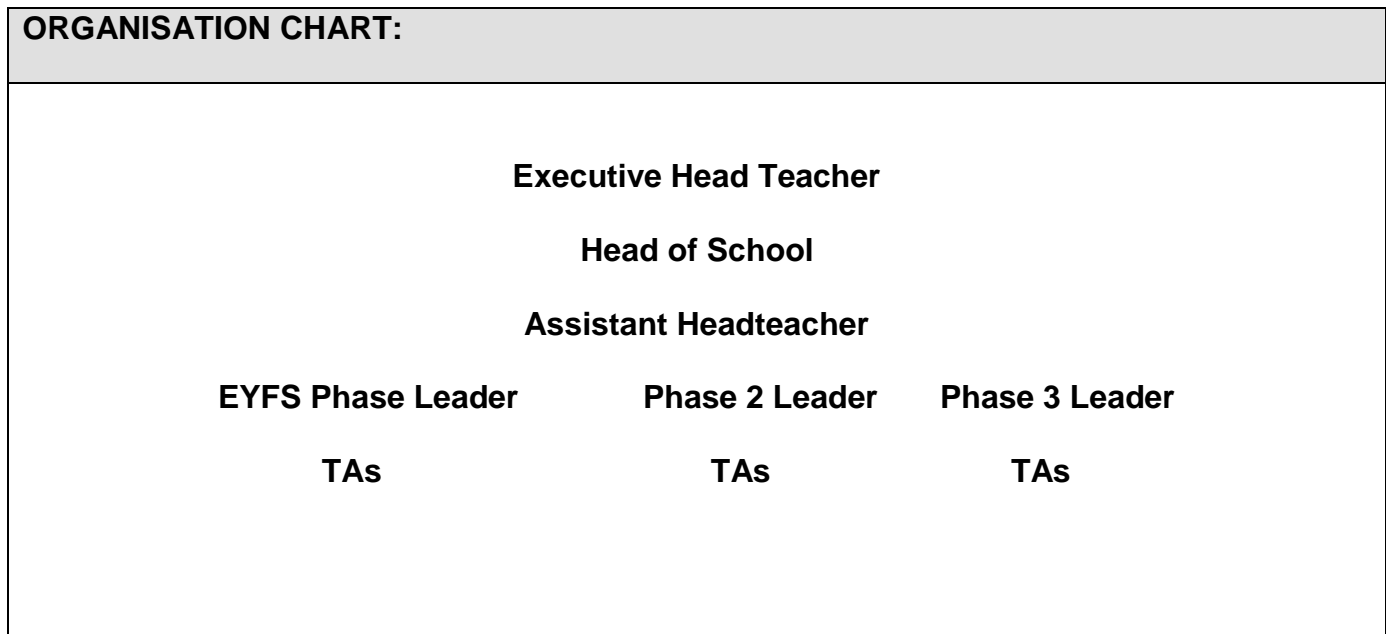 ORGANISATION CHART:
Executive Head Teacher
Head of School
Assistant Headteacher
EYFS Phase Leader Phase 2 Leader Phase 3 Leader
TAs TAs TAs